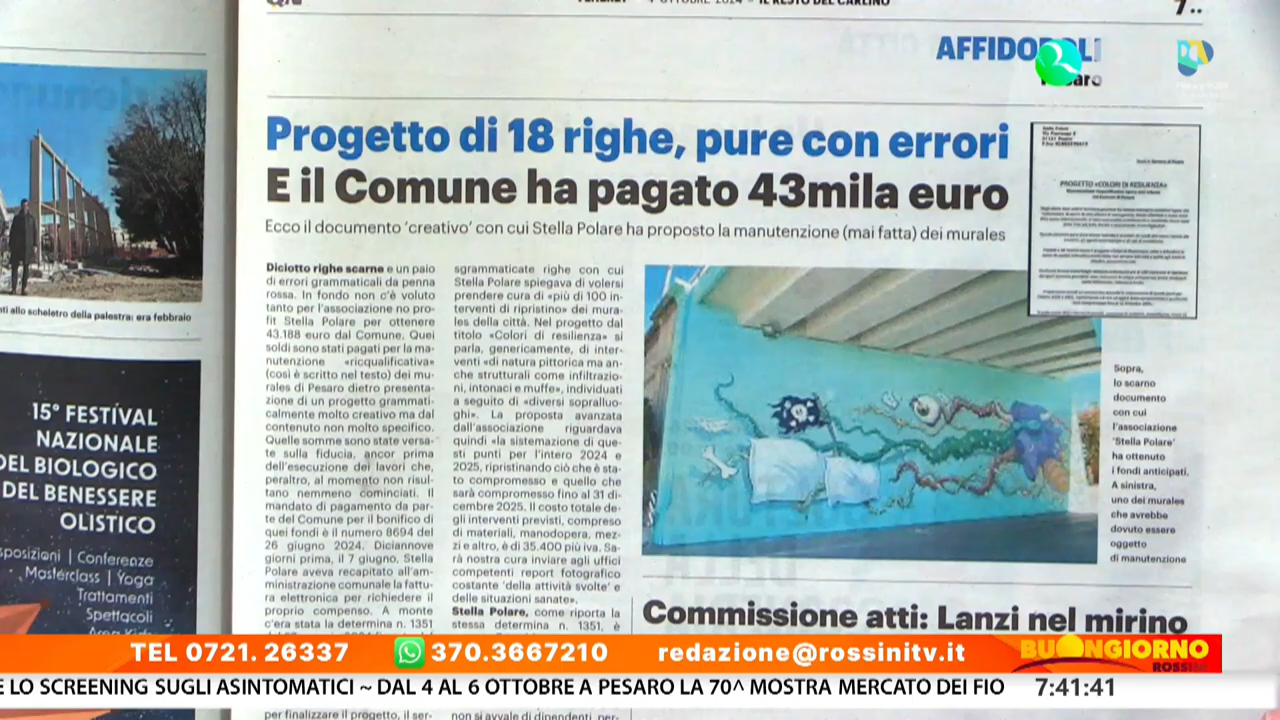 IL RESTO DEL CARLINO
7..
AFFIDOPOLI
Progetto di 18 righe, pure con errori
E il Comune ha pagato 43mila euro
Ecco il documento 'creativo' con cui Stella Polare ha proposto la manutenzione (mai fatta) dei murales
PROGETTO «COLORI DI RESILIENZA»
nti allo scheletro della palestra: era febbraio
15° FESTIVAL
NAZIONALE
DEL BIOLOGICO
DEL BENESSERE
OLISTICO
sposizioni | Conferenze
Masterclass | Yoga
Trattamenti
Spettacoli
Diciotto righe scarne e un paio
di errori grammaticali da penna
rossa. In fondo non c'è voluto
tanto per l'associazione no pro-
fit Stella Polare per ottenere
43.188 euro dal Comune. Quei
soldi sono stati pagati per la ma-
nutenzione «ricqualificativa»
(così è scritto nel testo) dei mu-
rales di Pesaro dietro presenta-
zione di un progetto grammati-
calmente molto creativo ma dal
contenuto non molto specifico.
Quelle somme sono state versa-
te sulla fiducia, ancor prima
dell'esecuzione dei lavori che,
peraltro, al momento non risul-
tano nemmeno cominciati. Il
mandato di pagamento da par-
te del Comune per il bonifico di
quei fondi è il numero 8694 del
26 giugno 2024. Diciannove
giorni prima, il 7 giugno, Stella
Polare aveva recapitato all'am-
ministrazione comunale la fattu-
ra elettronica per richiedere il
proprio compenso. A monte
c'era stata la determina n. 1351
per finalizzare il progetto, il ser-
sgrammaticate righe con cui
Stella Polare spiegava di volersi
prendere cura di «più di 100 in-
terventi di ripristino» dei mura-
les della città. Nel progetto dal
titolo «Colori di resilienza» si
parla, genericamente, di inter-
venti «di natura pittorica ma an-
che strutturali come infiltrazio-
ni, intonaci e muffe», individuati
a seguito di «diversi sopralluo-
ghi». La proposta avanzata
dall'associazione riguardava
quindi «la sistemazione di que-
sti punti per l'intero 2024 e
2025, ripristinando ciò che è sta-
to compromesso e quello che
sarà compromesso fino al 31 di-
cembre 2025. Il costo totale de-
gli interventi previsti, compreso
di materiali, manodopera, mez-
zi e altro, è di 35.400 più iva. Sa-
rà nostra cura inviare agli uffici
competenti report fotografico
costante 'della attività svolte' e
delle situazioni sanate».
Stella Polare, come riporta la
stessa determina n. 1351, è
non si avvale di dipendenti, per-
Sopra,
lo scarno
documento
con cui
l'associazione
'Stella Polare'
ha ottenuto
i fondi anticipati.
A sinistra,
uno dei murales
che avrebbe
dovuto essere
oggetto
di manutenzione
Commissione atti: Lanzi nel mirino
TEL 0721. 26337
370.3667210
redazione@rossinitv.it
BUONGIORNO
ROSSINI
E LO SCREENING SUGLI ASINTOMATICI ~ DAL 4 AL 6 OTTOBRE A PESARO LA 70^ MOSTRA MERCATO DEI FIO
7:41:41